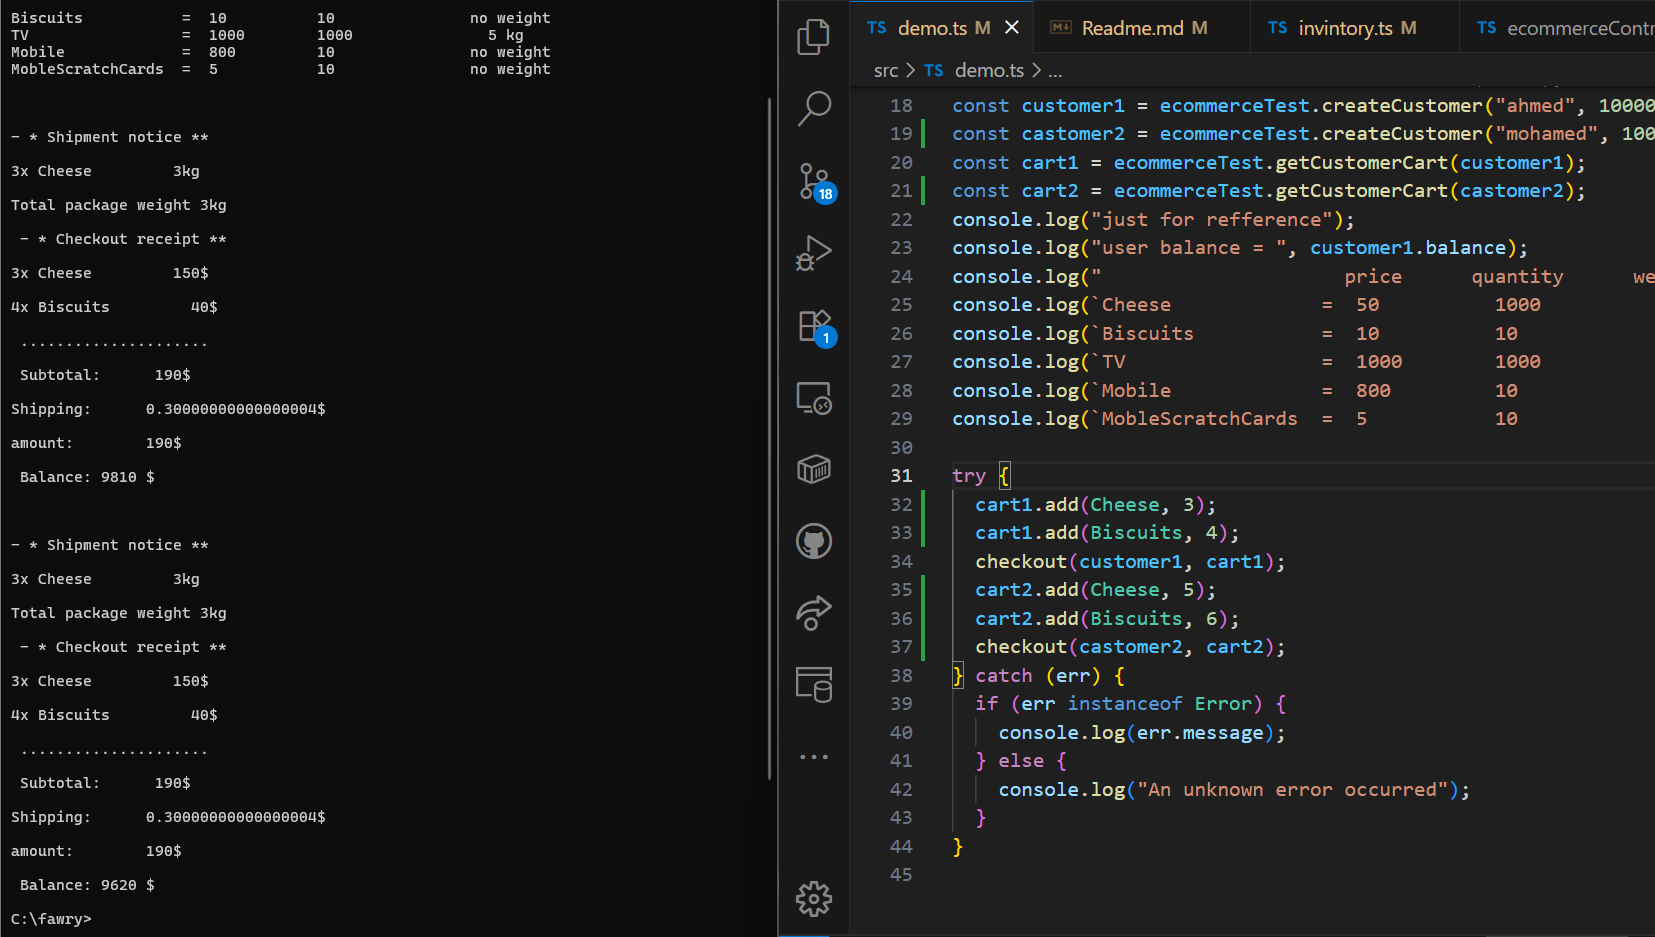 Biscuits = 10 10 no weight
TV = 1000 1000 5 kg
Mobile = 800 10 no weight
MobleScratchCards = 5 10 no weight
- * Shipment notice **
3x Cheese 3kg
Total package weight 3kg
- * Checkout receipt **
3x Cheese 150$
4x Biscuits 40$
.....................
Subtotal: 190$
Shipping: 0.30000000000000004$
amount: 190$
Balance: 9810 $
- * Shipment notice **
3x Cheese 3kg
Total package weight 3kg
- * Checkout receipt **
3x Cheese 150$
4x Biscuits 40$
.....................
Subtotal: 190$
Shipping: 0.30000000000000004$
amount: 190$
Balance: 9620 $
C:\fawry>
18
1
TS demo.ts M
Readme.md M
TS invintory.ts M
TS ecommerceContr
src > TS demo.ts > ...
18 const customer1 = ecommerceTest.createCustomer("ahmed", 10000
19 const castomer2 = ecommerceTest.createCustomer("mohamed", 100
20 const cart1 = ecommerceTest.getCustomerCart(customer1);
21 const cart2 = ecommerceTest.getCustomerCart(castomer2);
22 console.log("just for refference");
23 console.log("user balance = ", customer1.balance);
24 console.log(" price quantity we
25 console.log(`Cheese = 50 1000
26 console.log(`Biscuits = 10 10
27 console.log(`TV = 1000 1000
28 console.log(`Mobile = 800 10
29 console.log(`MobleScratchCards = 5 10
30
31 try {
32 cart1.add(Cheese, 3);
33 cart1.add(Biscuits, 4);
34 checkout(customer1, cart1);
35 cart2.add(Cheese, 5);
36 cart2.add(Biscuits, 6);
37 checkout(castomer2, cart2);
38 } catch (err) {
39 if (err instanceof Error) {
40 console.log(err.message);
41 } else {
42 console.log("An unknown error occurred");
43 }
44 }
45